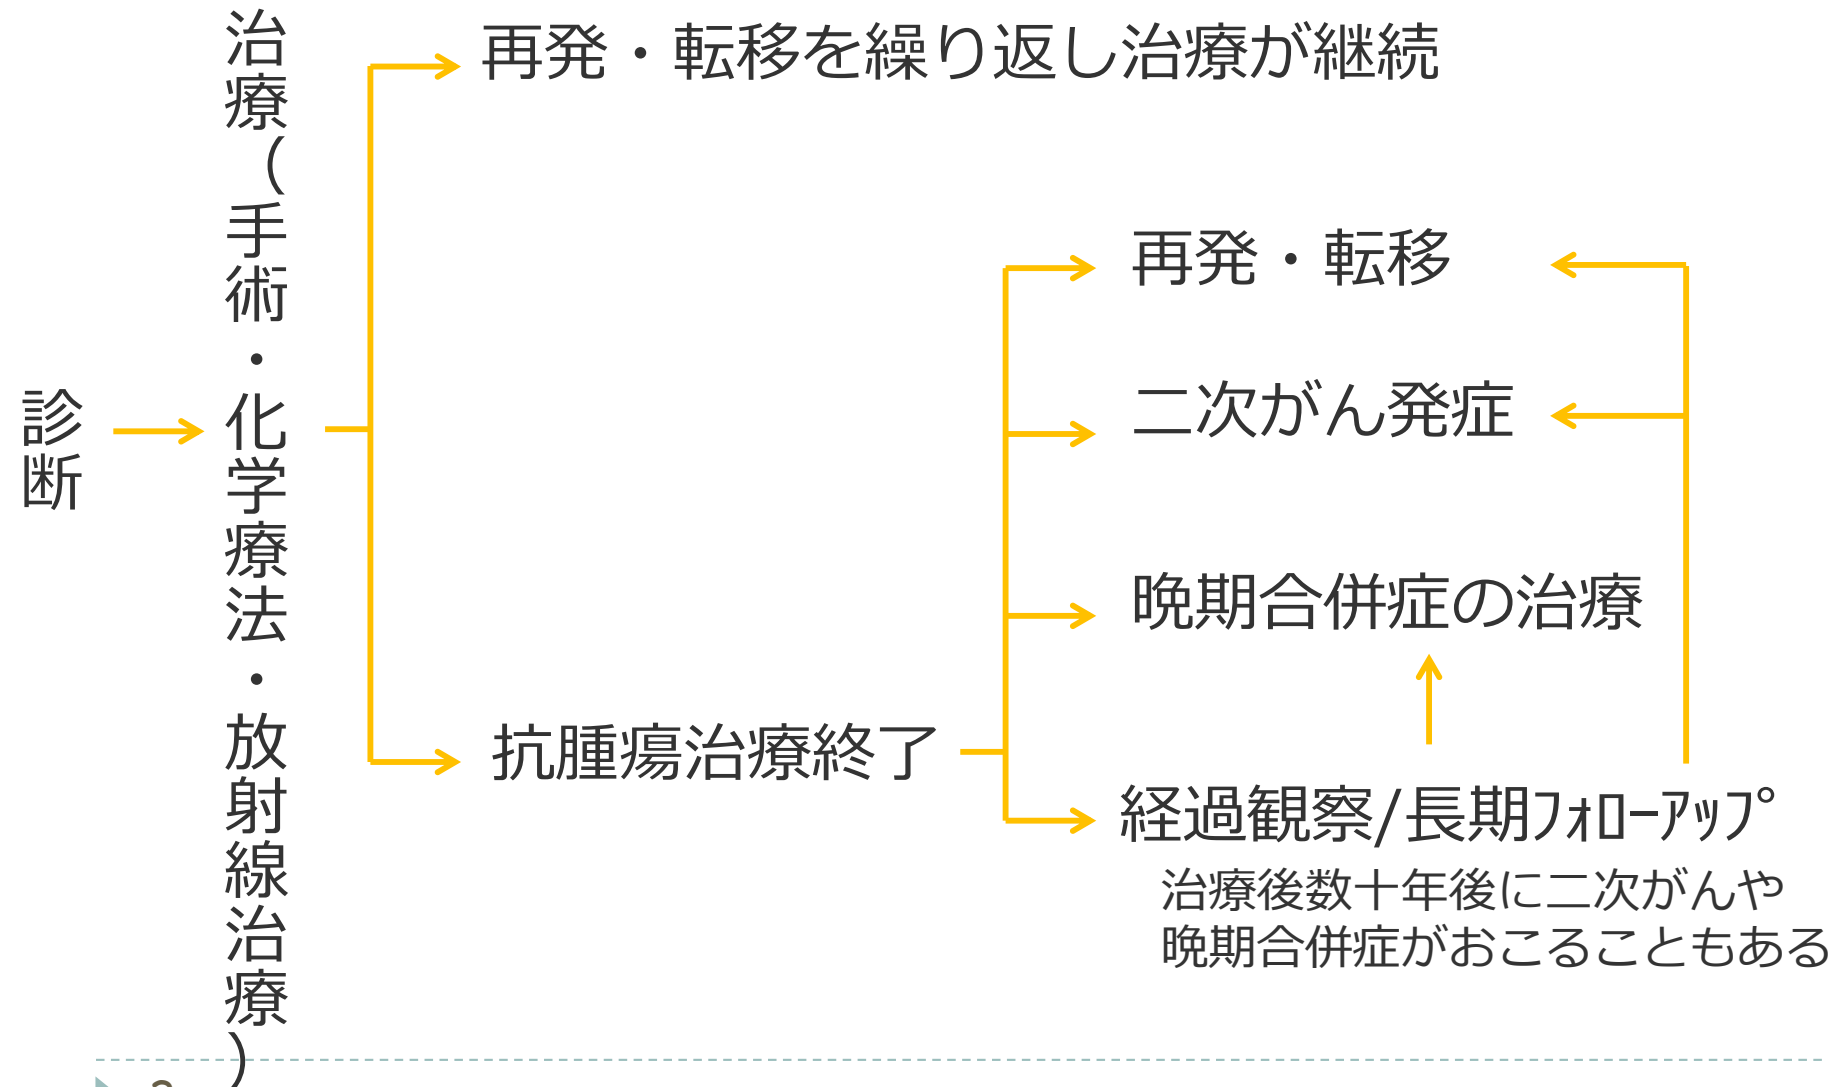 診断
治療（手術・化学療法・放射線治療）
再発・転移を繰り返し治療が継続
抗腫瘍治療終了
再発・転移
二次がん発症
晩期合併症の治療
経過観察/長期ﾌｫﾛｰｱｯﾌﾟ
治療後数十年後に二次がんや
晩期合併症がおこることもある